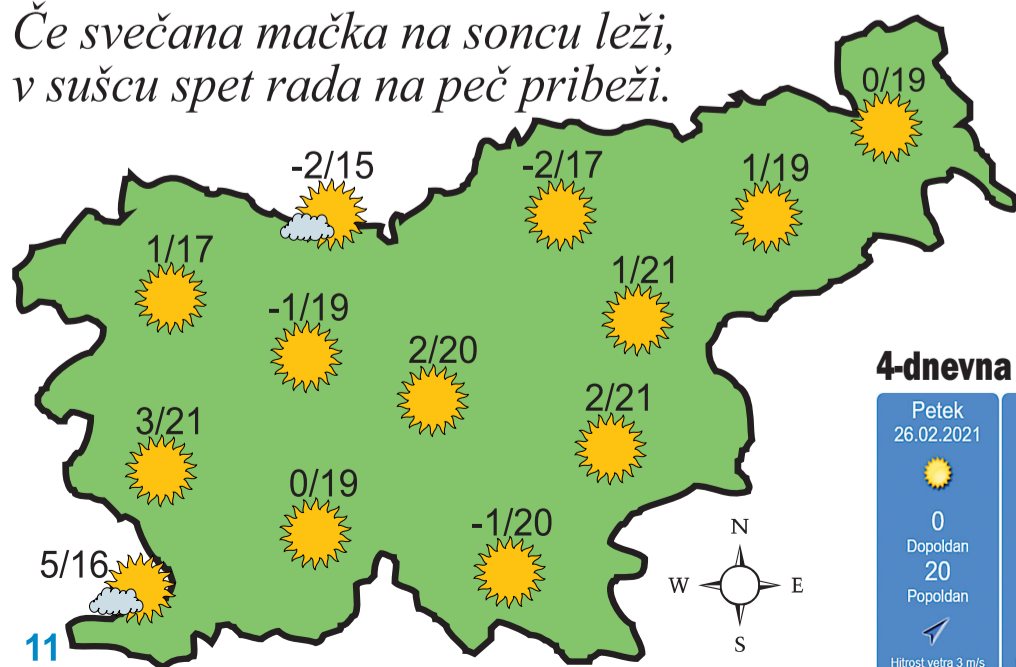 Če svečana mačka na soncu leži,
v sušcu spet rada na peč pribeži.
0/19
-2/15
-2/17
1/19
1/17
1/21
-1/19
2/20
3/21
2/21
0/19
-1/20
5/16
N
W E
S
11
4-dnevna
Petek
26.02.2021
0
Dopoldan
20
Popoldan
Hitrost vetra 3 m/s